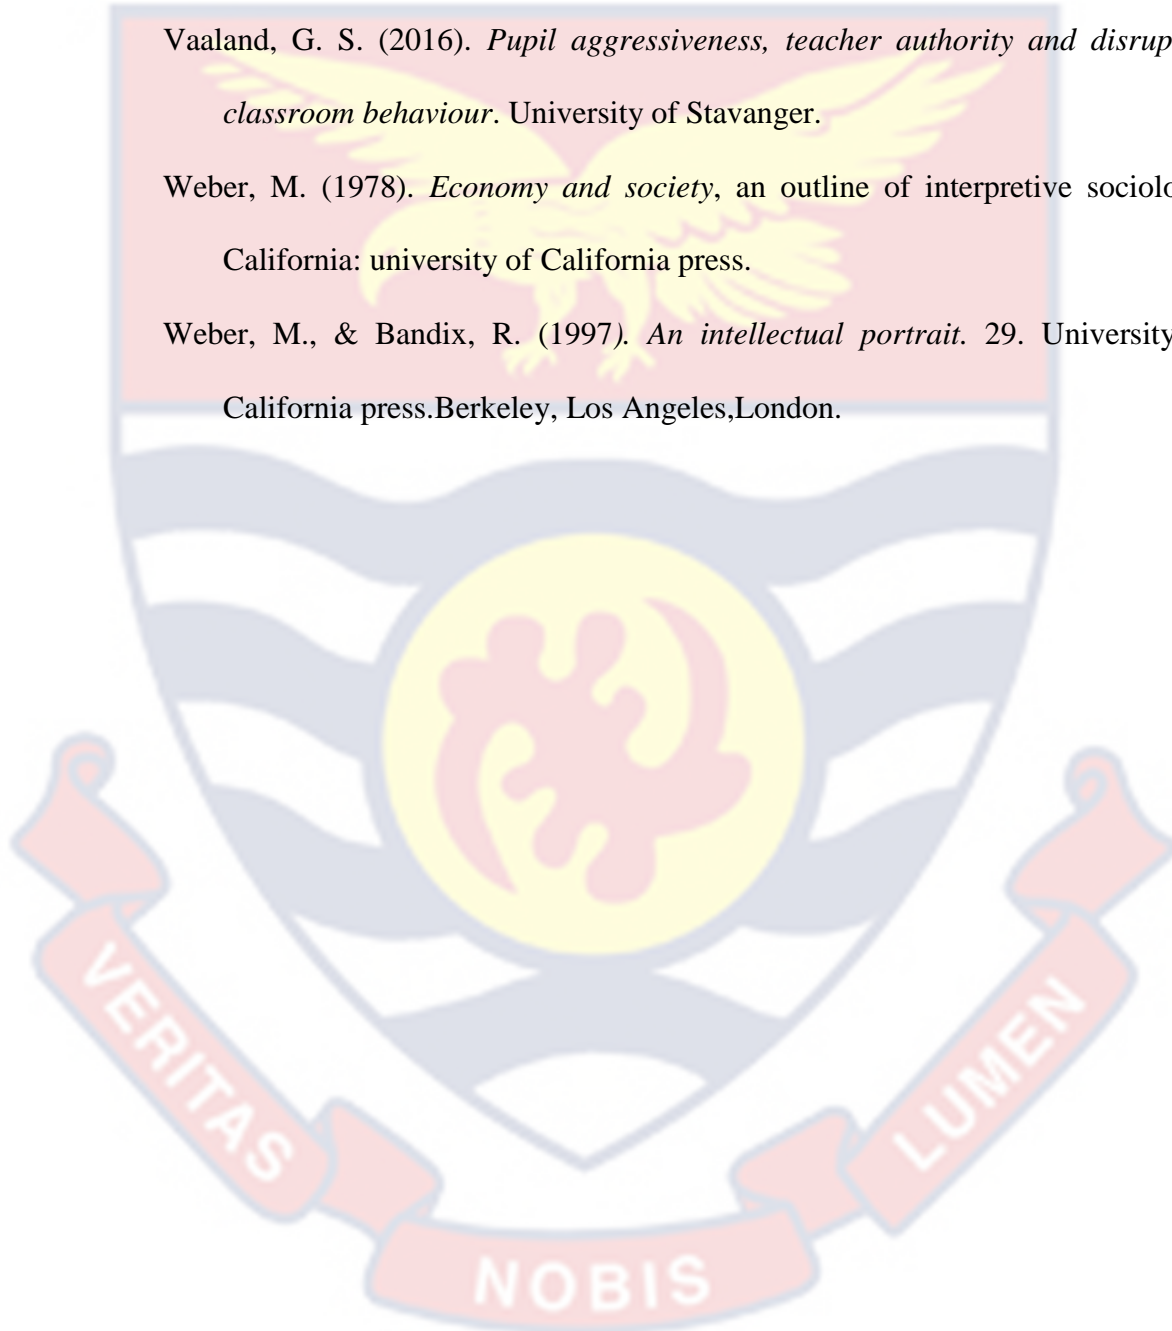 Vaaland, G. S. (2016). Pupil aggressiveness, teacher authority and disrup
classroom behaviour. University of Stavanger.
Weber, M. (1978). Economy and society, an outline of interpretive sociolo
California: university of California press.
Weber, M., & Bandix, R. (1997). An intellectual portrait. 29. University
California press.Berkeley, Los Angeles,London.
VERITAS
NOBIS
LUMEN